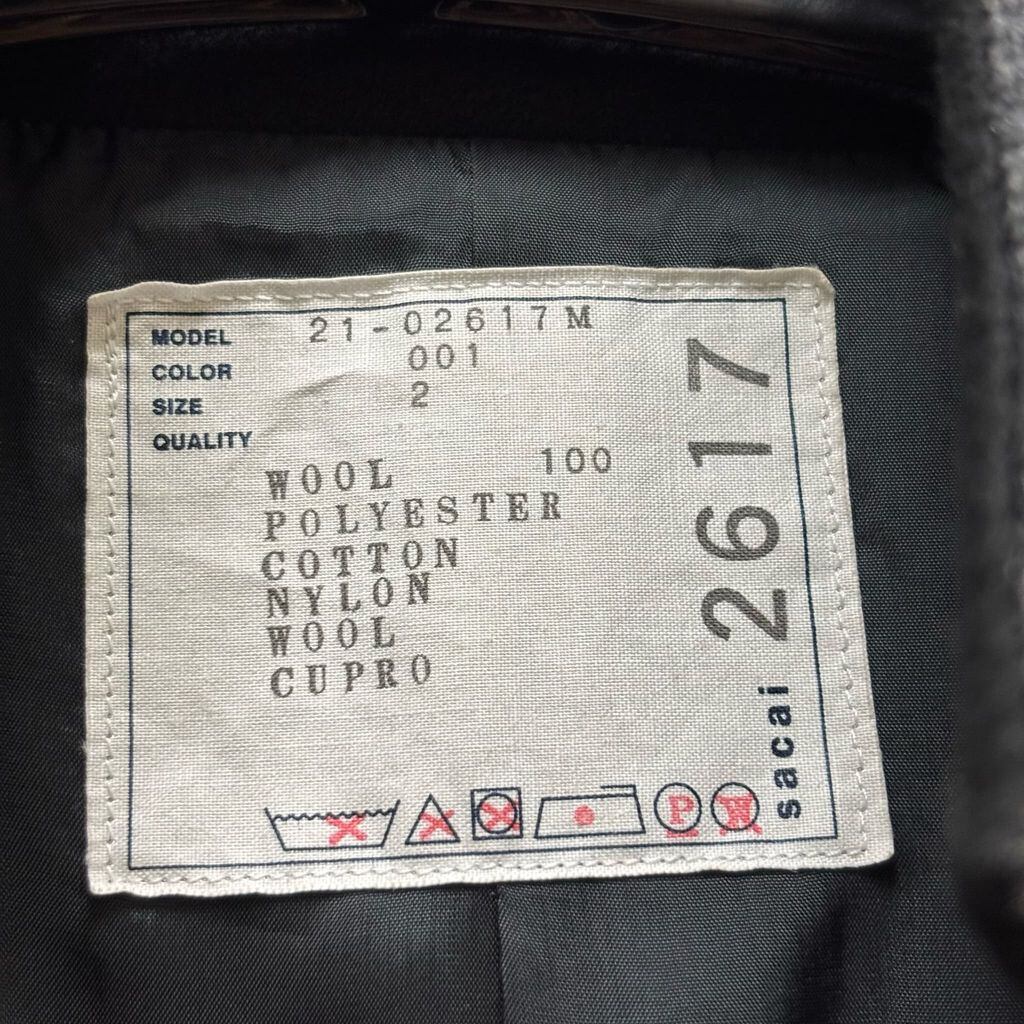 MODEL 21-02617M
COLOR 001
SIZE 2
QUALITY
WOOL 100
POLYESTER
COTTON
NYLON
WOOL
CUPRO
P W
sacai 2617